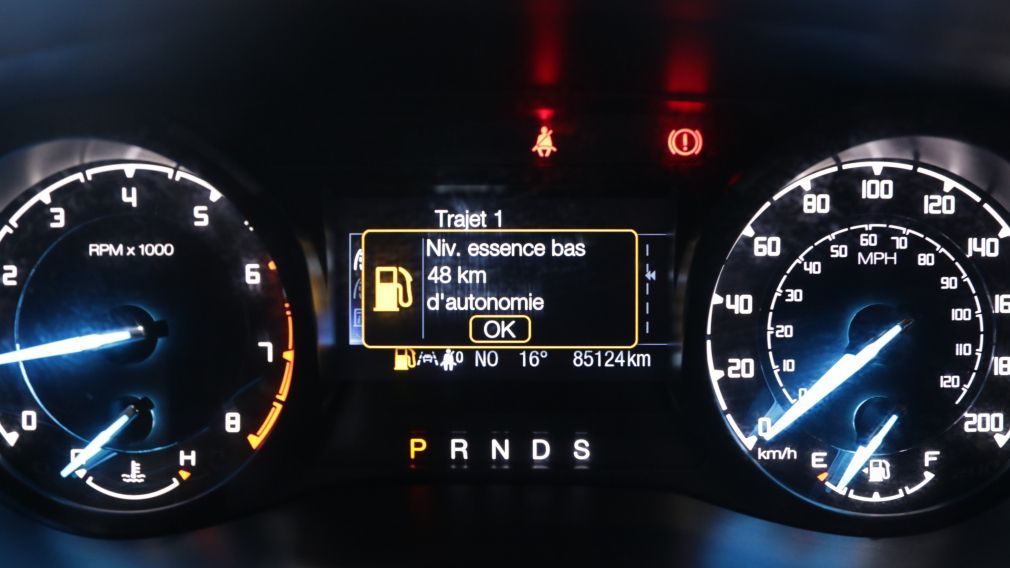 Trajet 1
Niv. essence bas
48 km
d'autonomie
OK
NO 16° 85124km
P R N D S
RPM x 1000
0 2 3 4 5 6 7 8
H
0 20 40 60 80 100 120 140 200
km/h
MPH
0 10 20 30 40 50 60 70 80 90 100 110 120
E F